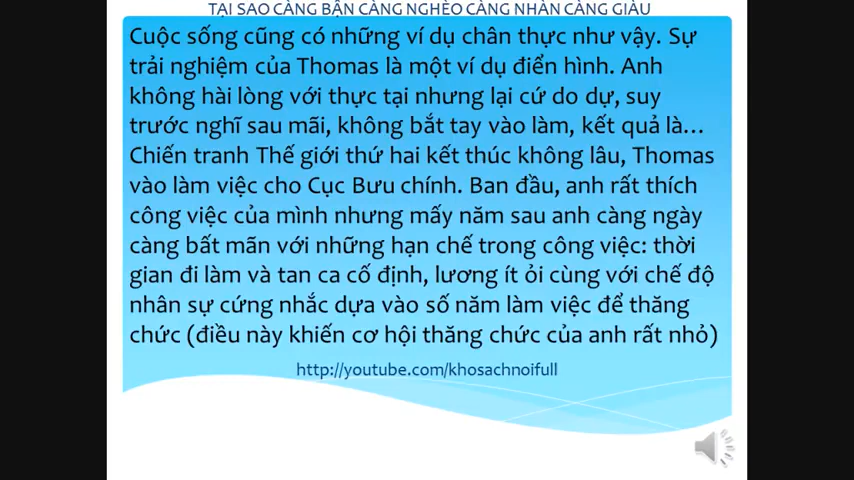 TẠI SAO CÀNG BẬN CÀNG NGHÈO CÀNG NHÀN CÀNG GIÀU
Cuộc sống cũng có những ví dụ chân thực như vậy. Sự
trải nghiệm của Thomas là một ví dụ điển hình. Anh
không hài lòng với thực tại nhưng lại cứ do dự, suy
trước nghĩ sau mãi, không bắt tay vào làm, kết quả là...
Chiến tranh Thế giới thứ hai kết thúc không lâu, Thomas
vào làm việc cho Cục Bưu chính. Ban đầu, anh rất thích
công việc của mình nhưng mấy năm sau anh càng ngày
càng bất mãn với những hạn chế trong công việc: thời
gian đi làm và tan ca cố định, lương ít ỏi cùng với chế độ
nhân sự cứng nhắc dựa vào số năm làm việc để thăng
chức (điều này khiến cơ hội thăng chức của anh rất nhỏ)
http://youtube.com/khosachnoifull